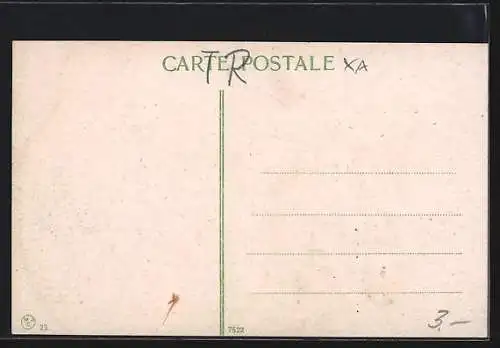 CARTE POSTALE
TR XA
23.
7522
3.-